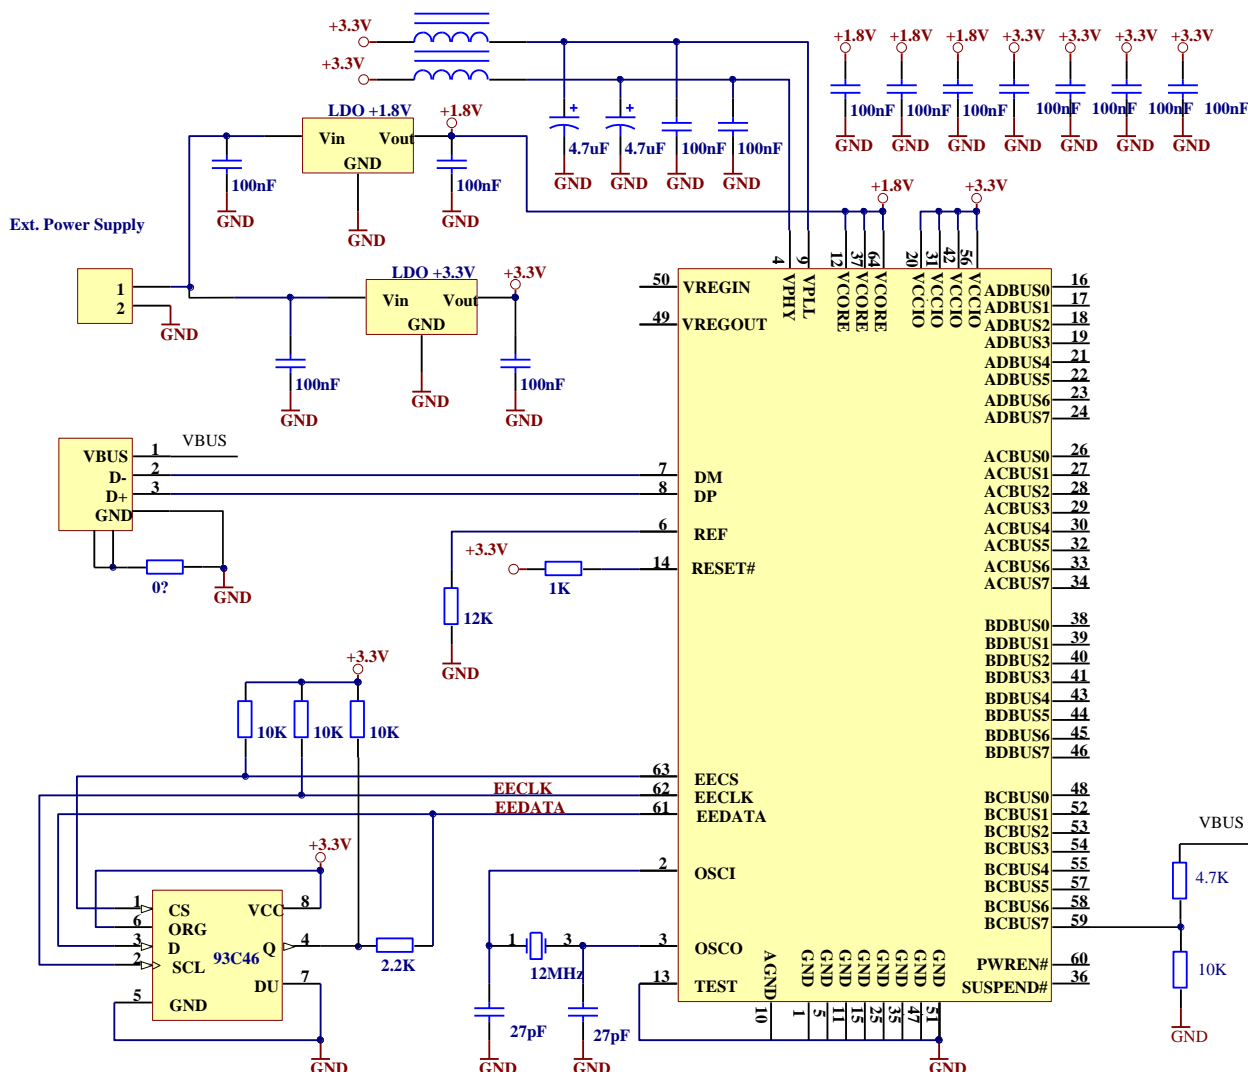 +3.3V
+3.3V
4.7uF
4.7uF
100nF
100nF
GND
GND
GND
GND
+1.8V
+1.8V
+1.8V
+3.3V
+3.3V
+3.3V
+3.3V
100nF
100nF
100nF
100nF
100nF
100nF
100nF
GND
GND
GND
GND
GND
GND
GND
LDO +1.8V
+1.8V
Vin
Vout
GND
100nF
100nF
GND
GND
GND
Ext. Power Supply
1
2
GND
LDO +3.3V
+3.3V
Vin
Vout
GND
100nF
100nF
GND
GND
GND
+1.8V
+3.3V
4
9
12
37
64
20
31
42
56
VPHY
VPLL
VCORE
VCORE
VCORE
VCCIO
VCCIO
VCCIO
VCCIO
50
VREGIN
49
VREGOUT
VBUS
1
VBUS
D-
2
D+
3
GND
0?
GND
7
DM
8
DP
6
REF
+3.3V
14
RESET#
1K
12K
GND
+3.3V
10K
10K
10K
63
EECS
EECLK
62
EECLK
EEDATA
61
EEDATA
+3.3V
1
CS
VCC
8
6
ORG
3
D
Q
4
2
SCL
93C46
DU
7
5
GND
2.2K
GND
2
OSCI
1
3
3
OSCO
12MHz
13
TEST
27pF
27pF
GND
GND
AGND
GND
GND
GND
GND
GND
GND
GND
GND
10
1
5
11
15
25
35
47
51
GND
ADBUS0
16
ADBUS1
17
ADBUS2
18
ADBUS3
19
ADBUS4
21
ADBUS5
22
ADBUS6
23
ADBUS7
24
ACBUS0
26
ACBUS1
27
ACBUS2
28
ACBUS3
29
ACBUS4
30
ACBUS5
32
ACBUS6
33
ACBUS7
34
BDBUS0
38
BDBUS1
39
BDBUS2
40
BDBUS3
41
BDBUS4
43
BDBUS5
44
BDBUS6
45
BDBUS7
46
BCBUS0
48
BCBUS1
52
BCBUS2
53
BCBUS3
54
BCBUS4
55
BCBUS5
57
BCBUS6
58
BCBUS7
59
PWREN#
60
SUSPEND#
36
VBUS
4.7K
10K
GND